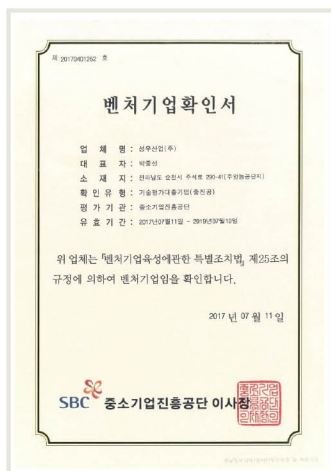 제 20170401262 호
벤처기업확인서
업 체 명 : 성우산업(주)
대 표 자 : 박종선
소 재 지 : 전라남도 순천시 주석로 290-41(주암농공단지)
확 인 유 형 : 기술평가대출기업(중진공)
평 가 기 관 : 중소기업진흥공단
유 효 기 간 : 2017년07월11일 ~ 2019년07월10일
위 업체는 「벤처기업육성에관한 특별조치법」 제25조의
규정에 의하여 벤처기업임을 확인합니다.
2017 년 07 월 11 일
SBC 중소기업진흥공단 이사장